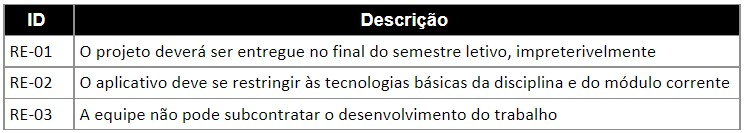 ID Descrição
RE-01 O projeto deverá ser entregue no final do semestre letivo, impreterivelmente
RE-02 O aplicativo deve se restringir às tecnologias básicas da disciplina e do módulo corrente
RE-03 A equipe não pode subcontratar o desenvolvimento do trabalho